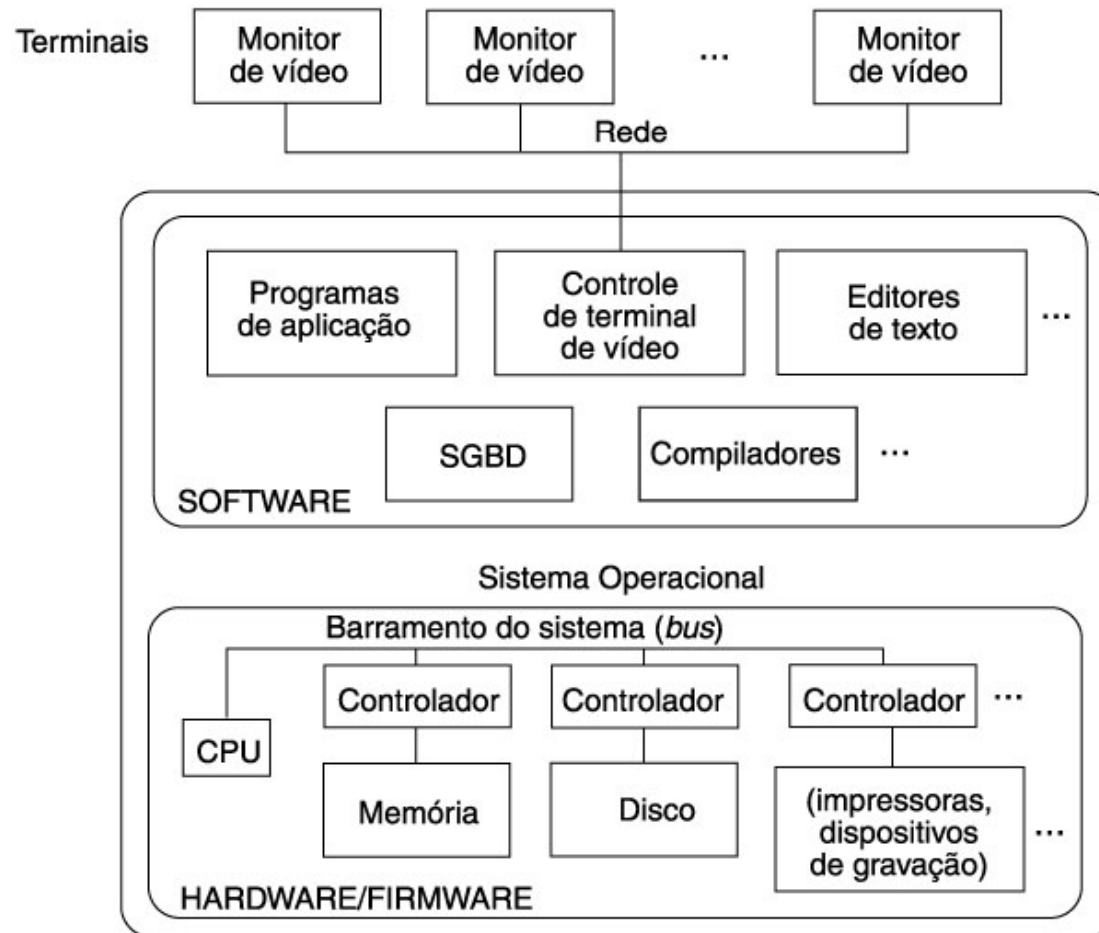 Terminais
Monitor
de vídeo
Monitor
de vídeo
...
Monitor
de vídeo
Rede
Programas
de aplicação
Controle
de terminal
de vídeo
Editores
de texto
...
SGBD
Compiladores
...
SOFTWARE
Sistema Operacional
Barramento do sistema (bus)
Controlador
Controlador
Controlador
...
CPU
Memória
Disco
(impressoras,
dispositivos
de gravação)
...
HARDWARE/FIRMWARE